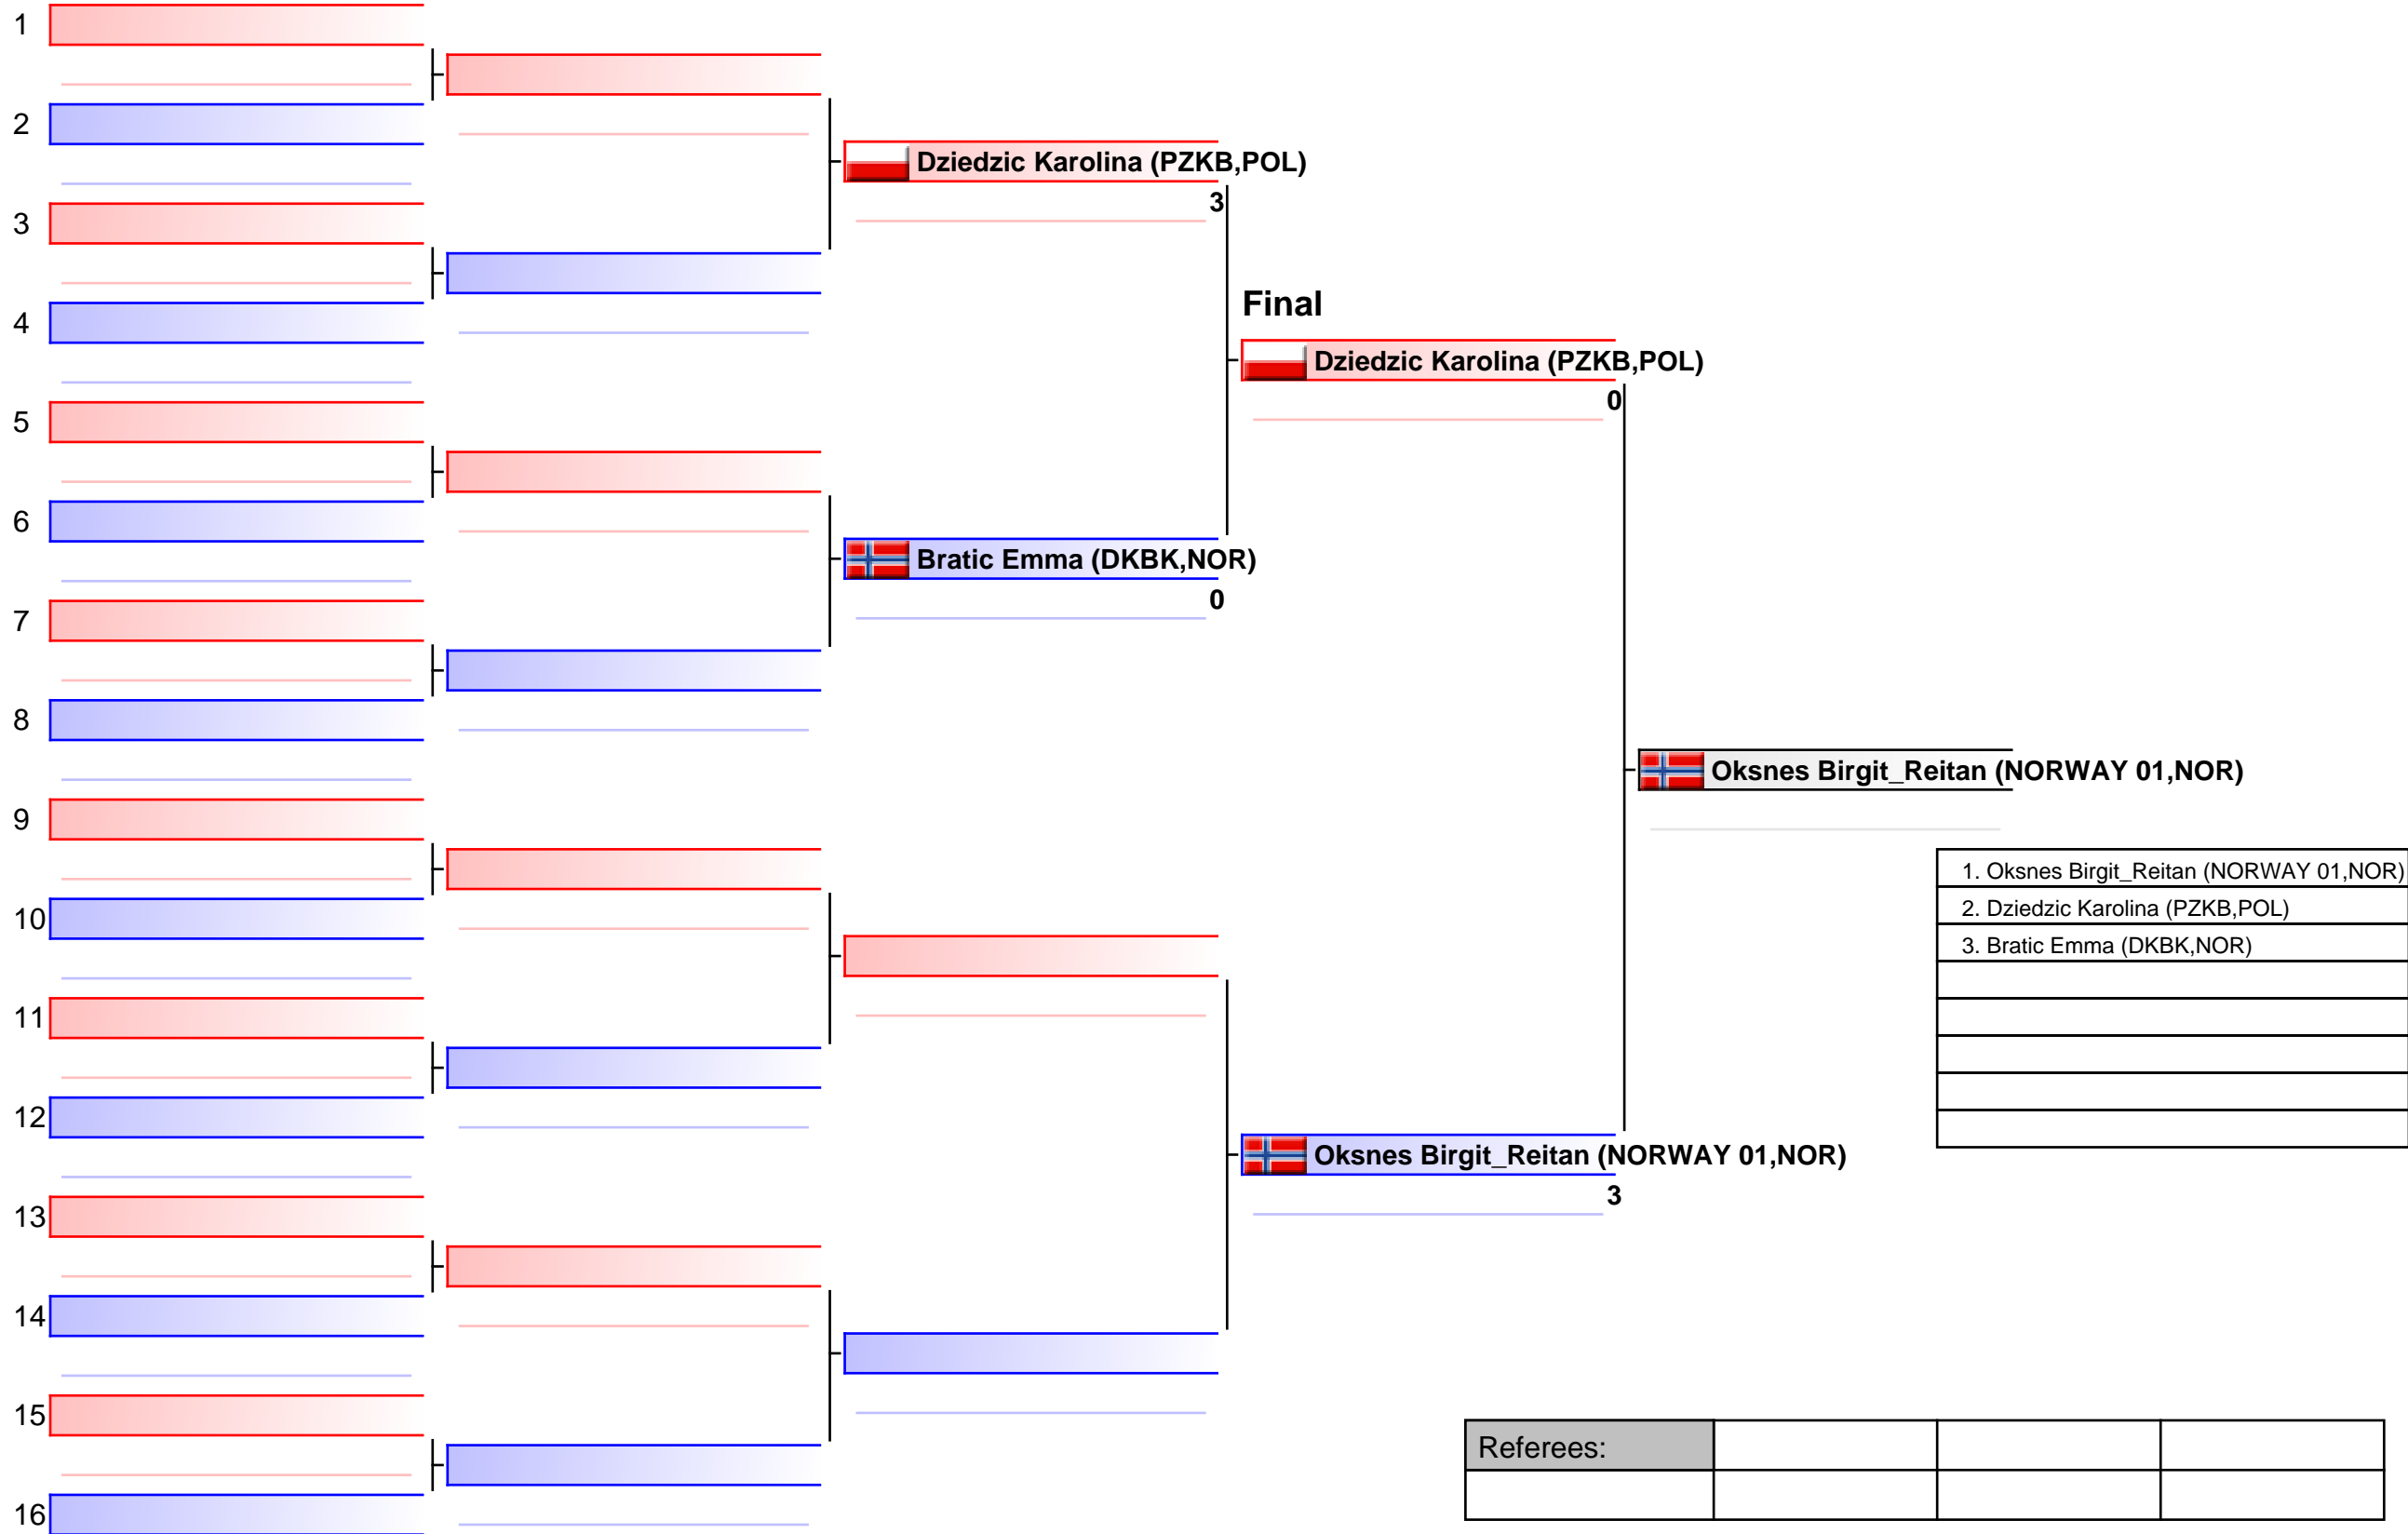 1
2
Dziedzic Karolina (PZKB,POL)
3
3
Final
4
Dziedzic Karolina (PZKB,POL)
0
5
6
Bratic Emma (DKBK,NOR)
0
7
8
Oksnes Birgit_Reitan (NORWAY 01,NOR)
9
1. Oksnes Birgit_Reitan (NORWAY 01,NOR)
10
2. Dziedzic Karolina (PZKB,POL)
3. Bratic Emma (DKBK,NOR)
11
12
Oksnes Birgit_Reitan (NORWAY 01,NOR)
3
13
14
15
Referees:
16